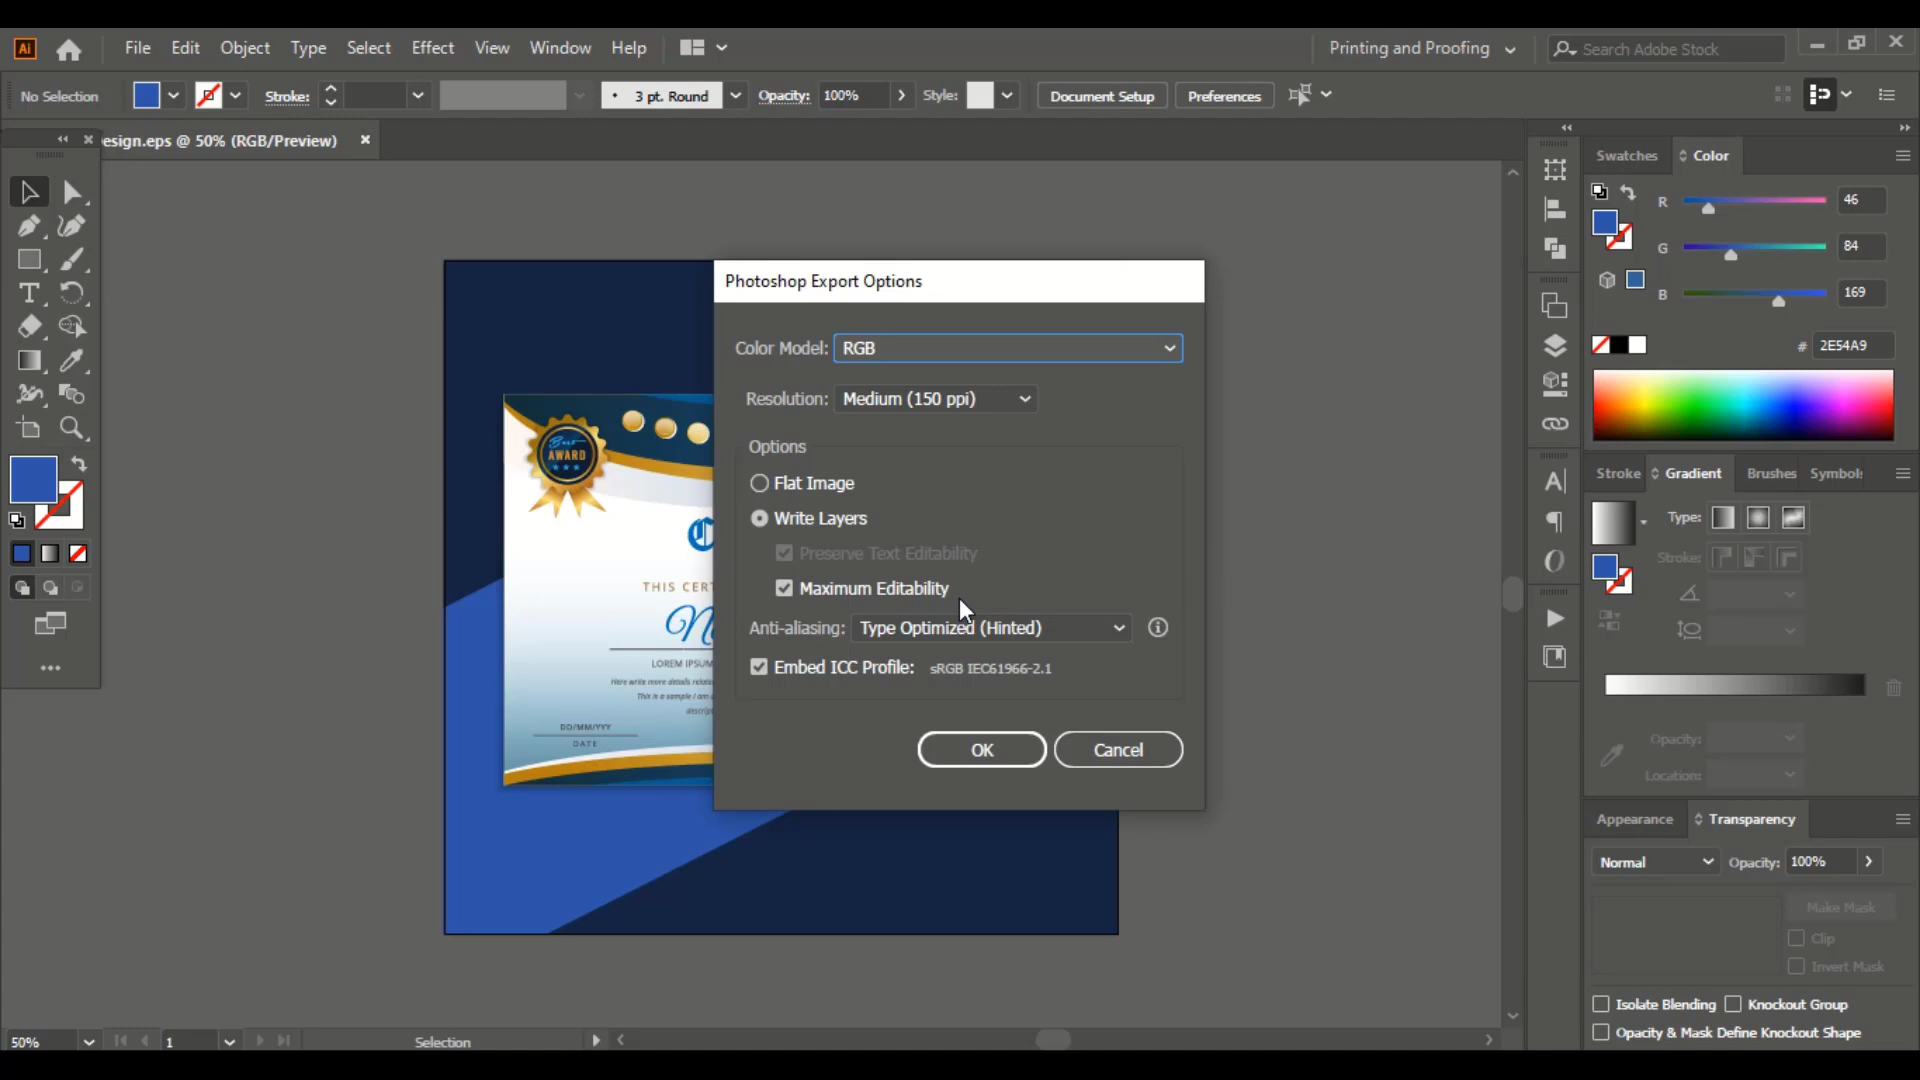 Ai File Edit Object Type Select Effect View Window Help Printing and Proofing Search Adobe Stock
No Selection Stroke: 3 pt. Round Opacity: 100% Style: Document Setup Preferences
esign.eps @ 50% (RGB/Preview)
Swatches Color
R 46
G 84
B 169
# 2E54A9
Photoshop Export Options
Color Model: RGB
Resolution: Medium (150 ppi)
Options
Flat Image
Write Layers
Preserve Text Editability
Maximum Editability
Anti-aliasing: Type Optimized (Hinted)
Embed ICC Profile: sRGB IEC61966-2.1
OK Cancel
Best
AWARD
C
THIS CERT
N
LOREM IPSUM
Here write more details relat
This is a sample I am
descrip
DD/MM/YYY
DATE
Stroke Gradient Brushes Symbols
Type:
Stroke:
Opacity:
Location:
Appearance Transparency
Normal Opacity: 100%
Make Mask
Clip
Invert Mask
Isolate Blending Knockout Group
Opacity & Mask Define Knockout Shape
50% 1 Selection